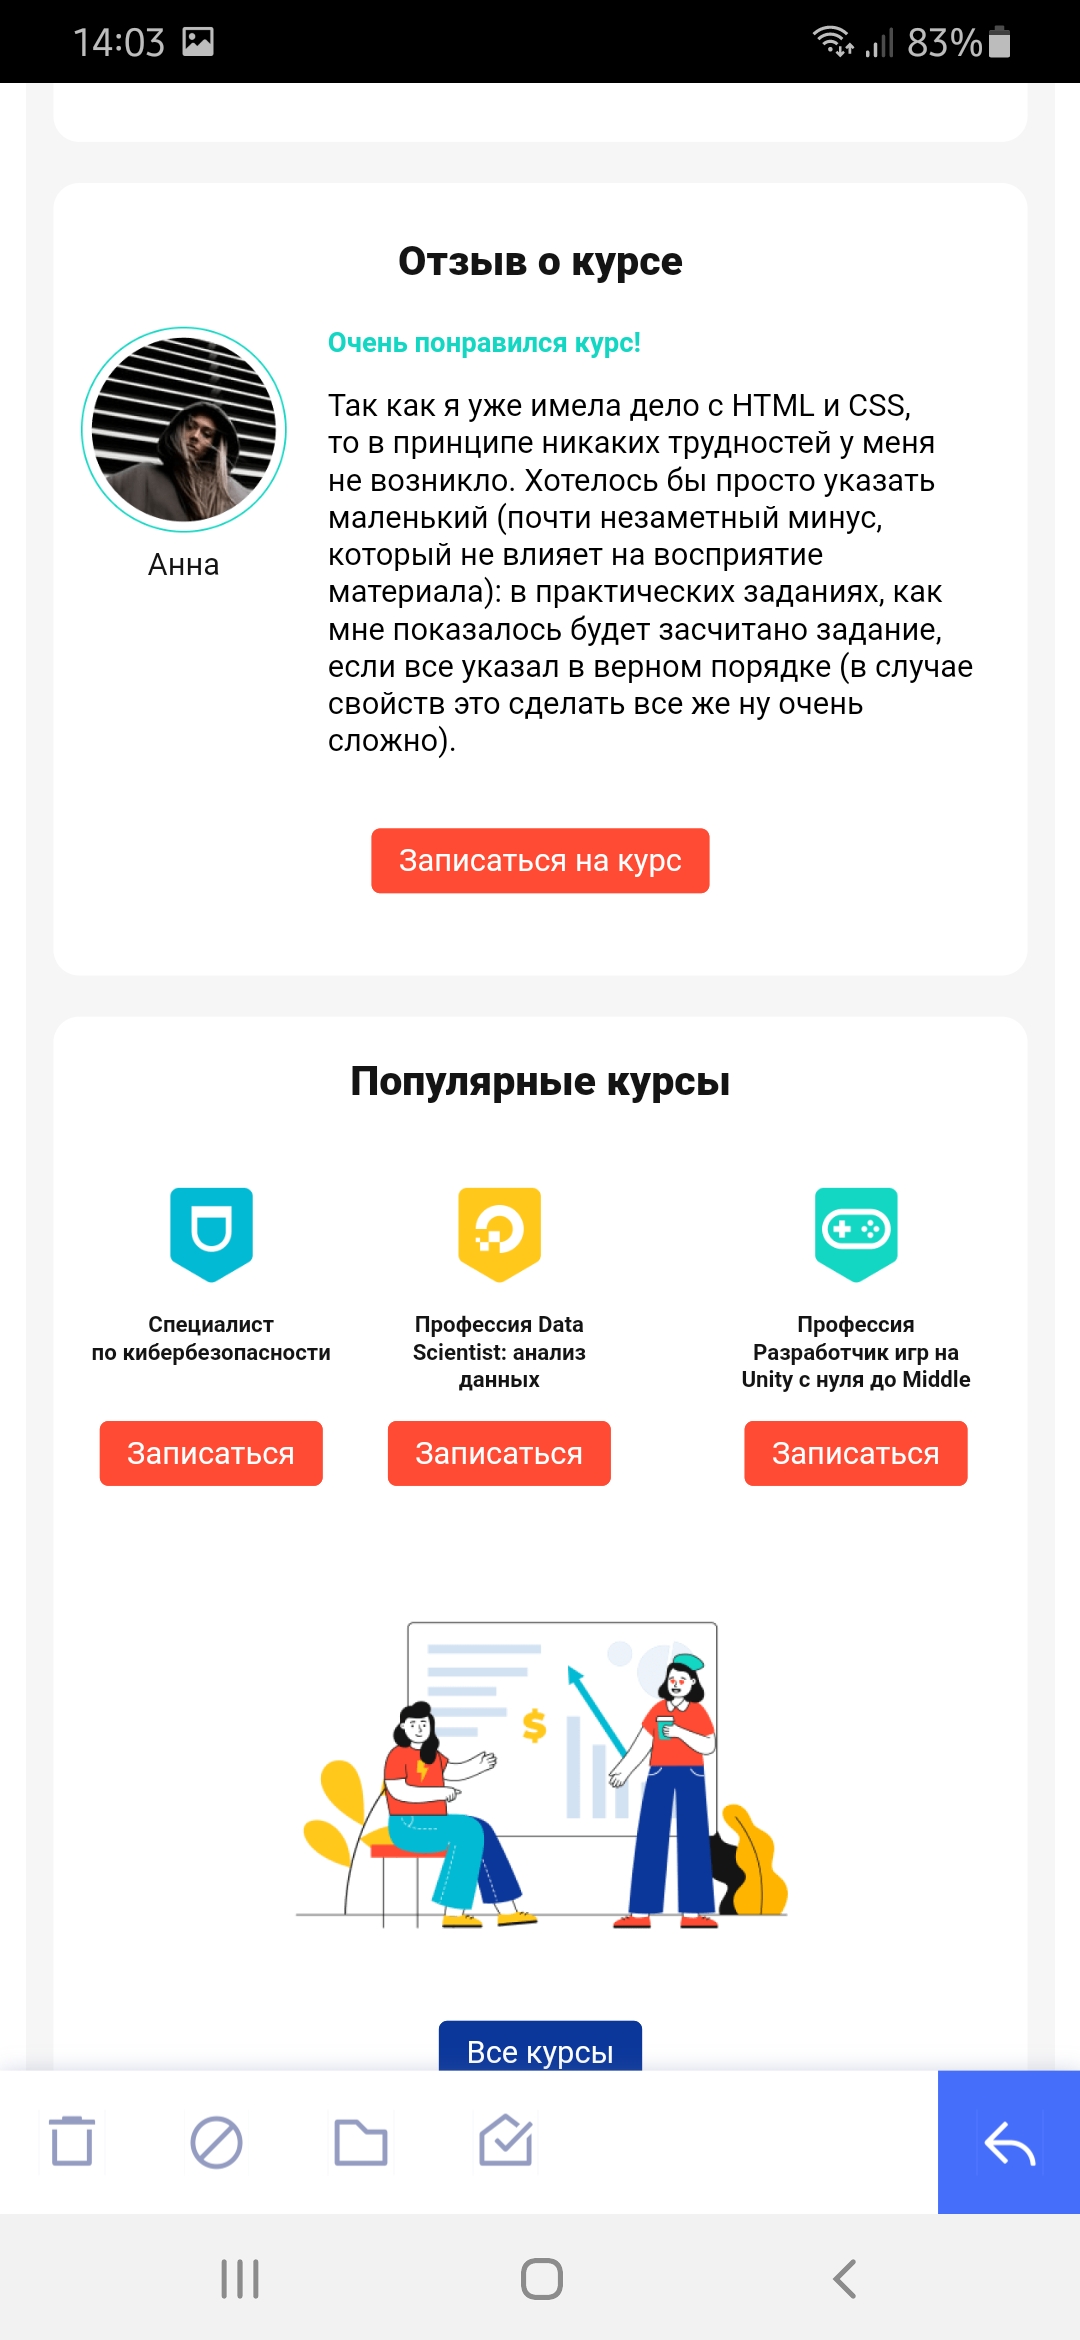 14:03
83%
Отзыв о курсе
Очень понравился курс!
Так как я уже имела дело с HTML и CSS,
то в принципе никаких трудностей у меня
не возникло. Хотелось бы просто указать
маленький (почти незаметный минус,
который не влияет на восприятие
материала): в практических заданиях, как
мне показалось будет засчитано задание,
если все указал в верном порядке (в случае
свойств это сделать все же ну очень
сложно).
Анна
Записаться на курс
Популярные курсы
Специалист
по кибербезопасности
Записаться
Профессия Data
Scientist: анализ
данных
Записаться
Профессия
Разработчик игр на
Unity с нуля до Middle
Записаться
$
Все курсы